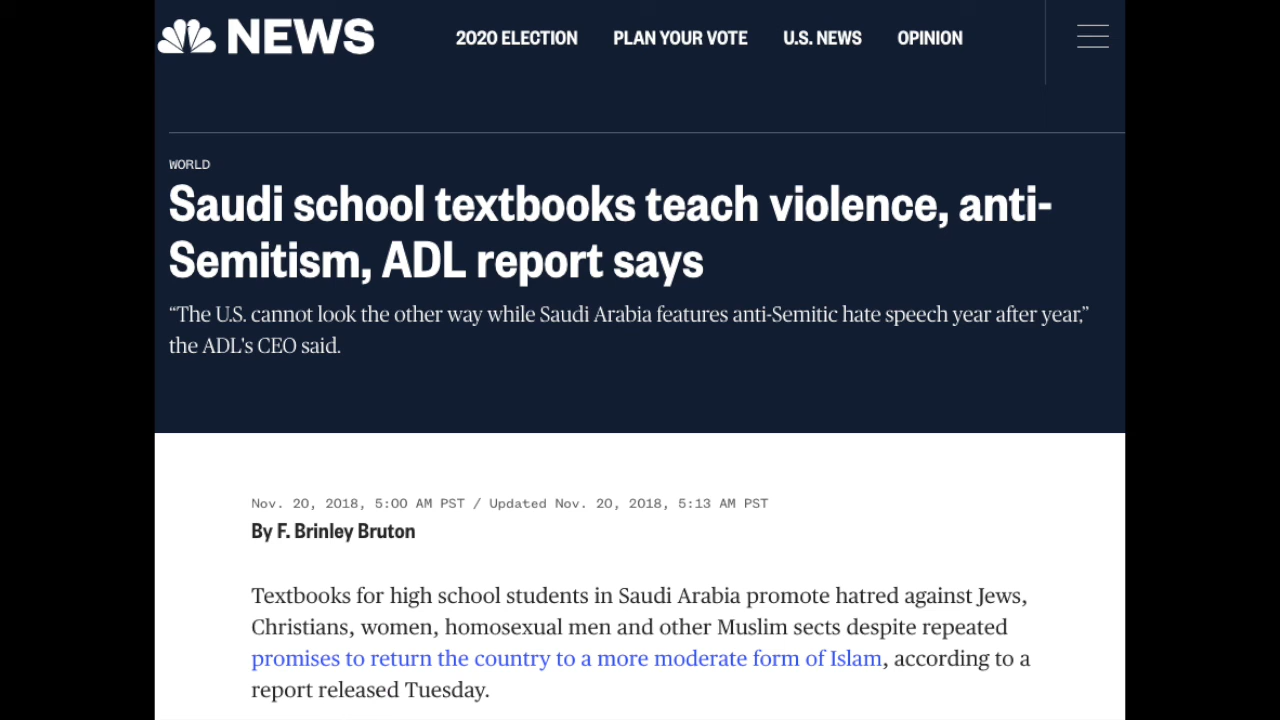 NEWS
2020 ELECTION PLAN YOUR VOTE U.S. NEWS OPINION
WORLD
Saudi school textbooks teach violence, anti-
Semitism, ADL report says
“The U.S. cannot look the other way while Saudi Arabia features anti-Semitic hate speech year after year,”
the ADL's CEO said.
Nov. 20, 2018, 5:00 AM PST / Updated Nov. 20, 2018, 5:13 AM PST
By F. Brinley Bruton
Textbooks for high school students in Saudi Arabia promote hatred against Jews,
Christians, women, homosexual men and other Muslim sects despite repeated
promises to return the country to a more moderate form of Islam, according to a
report released Tuesday.